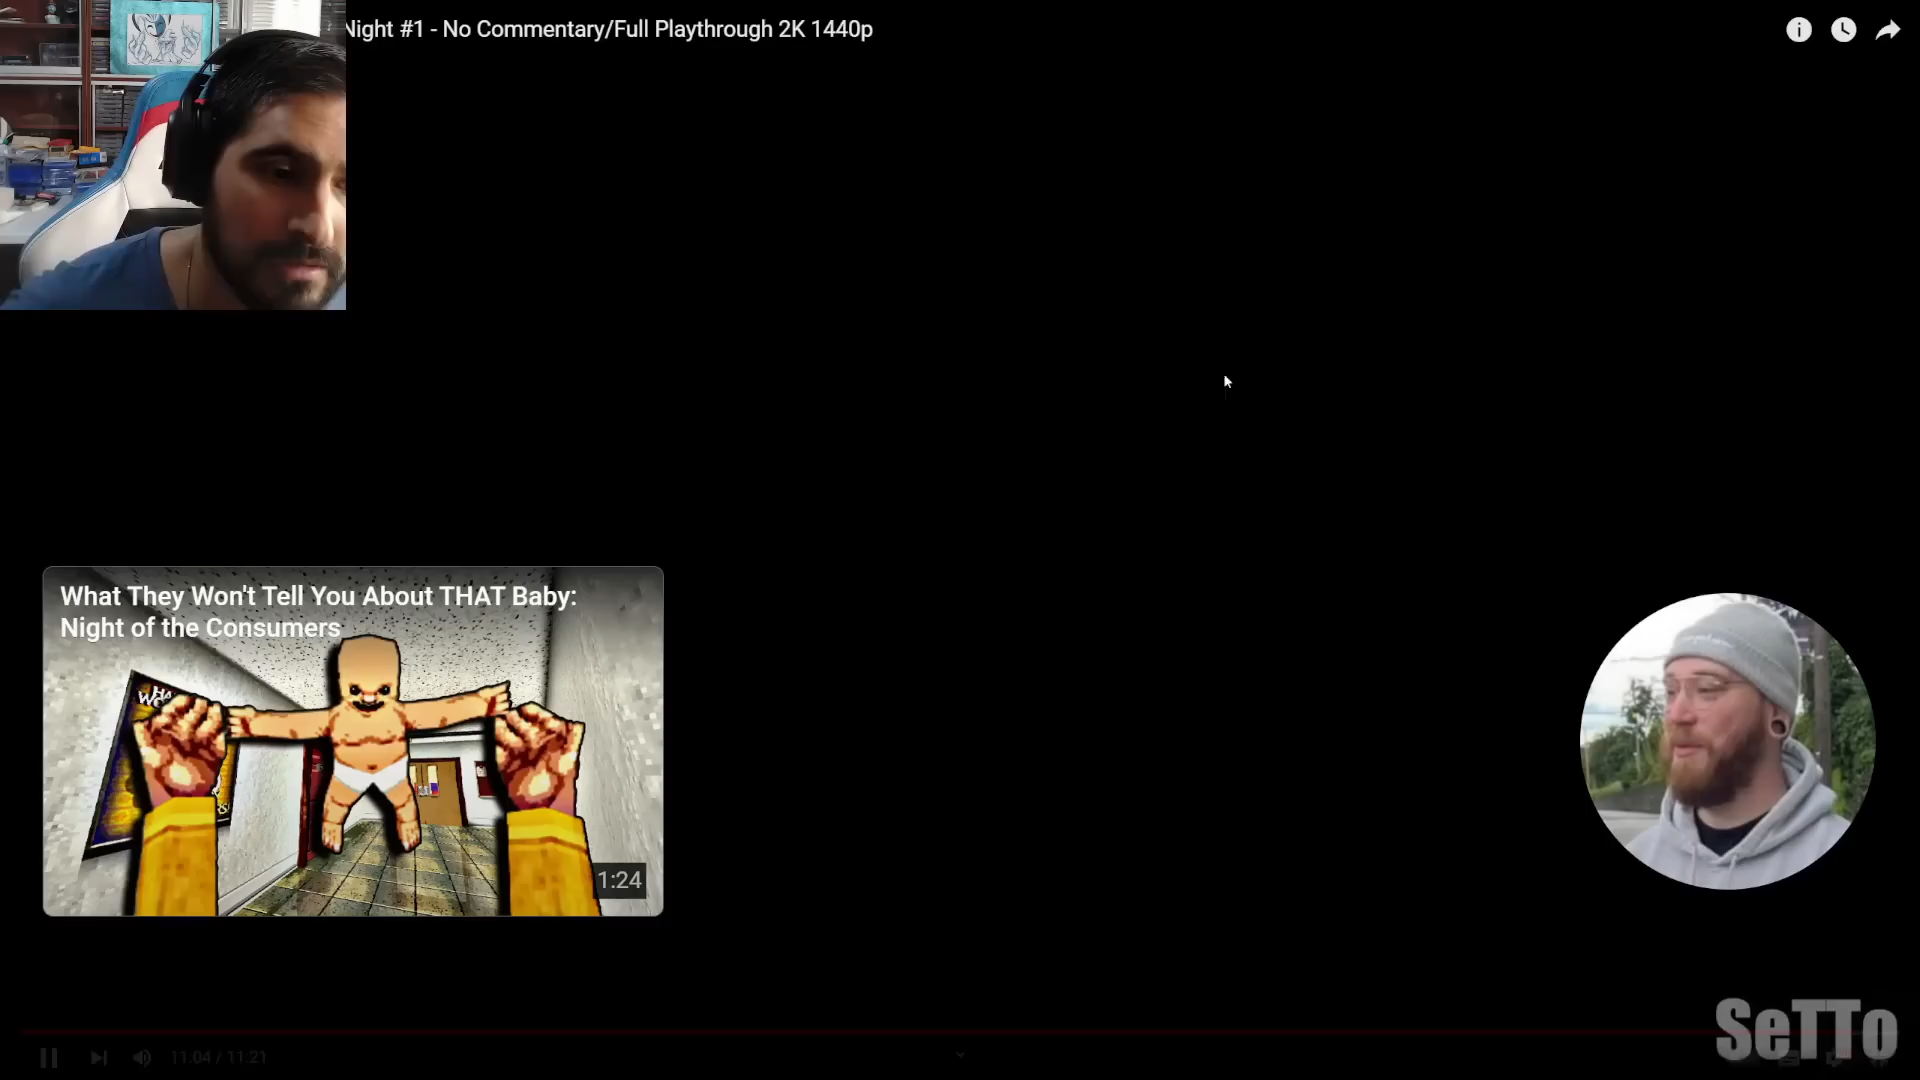 Night #1 - No Commentary/Full Playthrough 2K 1440p
What They Won't Tell You About THAT Baby:
Night of the Consumers
1:24
SeTTo
11:04 / 11:21